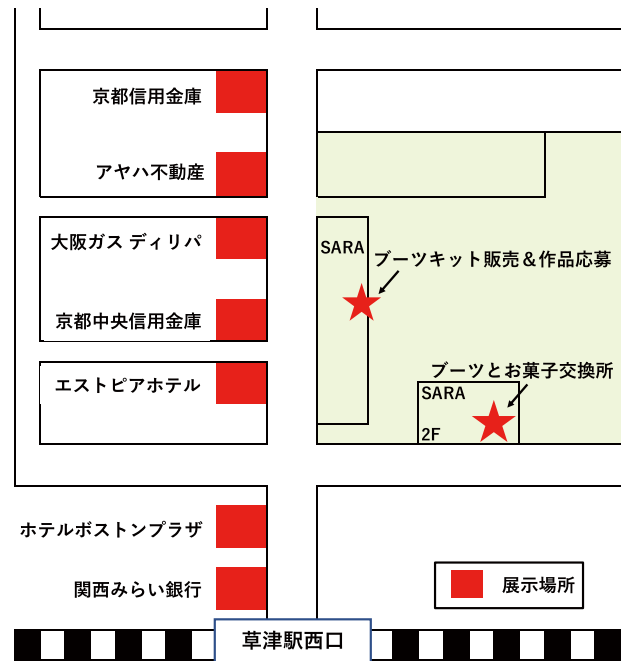 京都信用金庫
アヤハ不動産
大阪ガス ディリパ
SARA
ブーツキット販売＆作品応募
京都中央信用金庫
エストピアホテル
ブーツとお菓子交換所
SARA
2F
ホテルボストンプラザ
関西みらい銀行
展示場所
草津駅西口